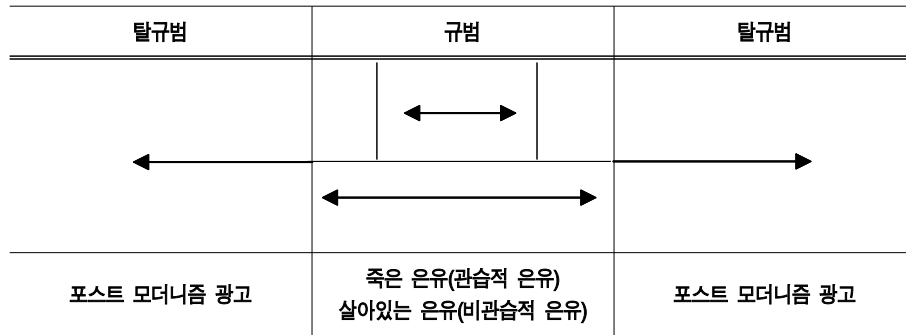 탈규범 규범 탈규범
포스트 모더니즘 광고 죽은 은유(관습적 은유) 포스트 모더니즘 광고
살아있는 은유(비관습적 은유)